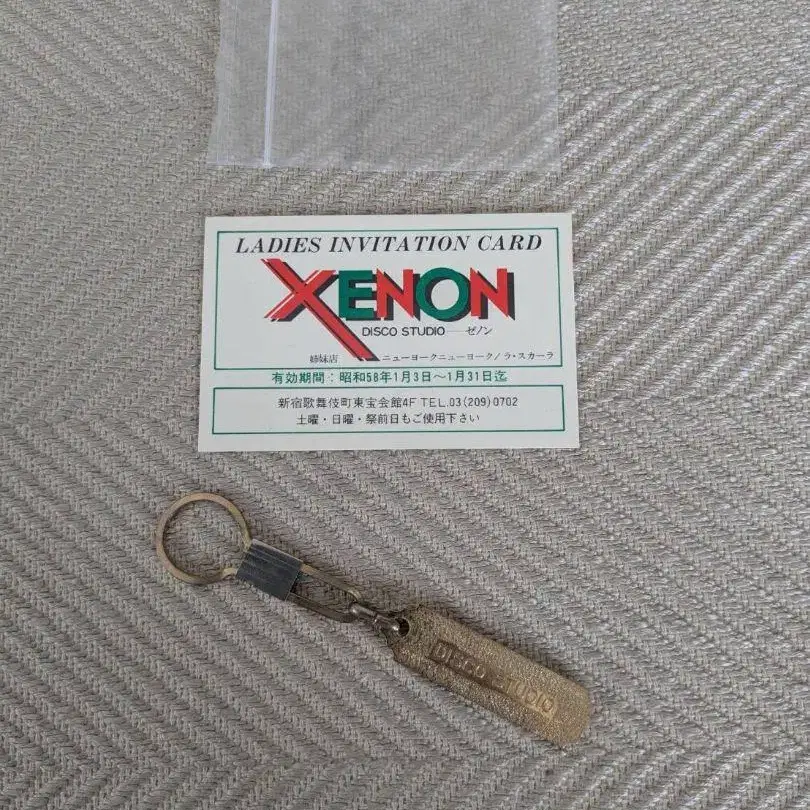 LADIES INVITATION CARD
XENON
DISCO STUDIO──ゼノン
姉妹店 ニューヨークニューヨーク/ラ・スカーラ
有効期間：昭和58年1月3日〜1月31日迄
新宿歌舞伎町東宝会館4F TEL.03(209)0702
土曜・日曜・祭前日もご使用下さい
DISCO STUDIO